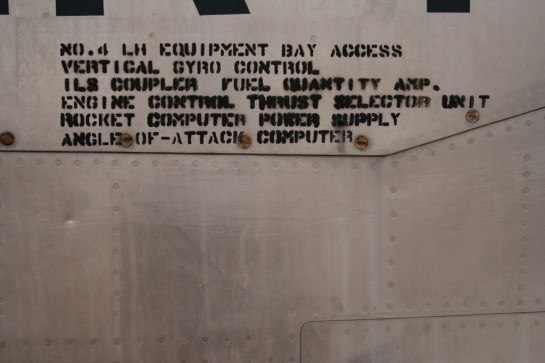 NO.4 LH EQUIPMENT BAY ACCESS
VERTICAL GYRO CONTROL
ILS COUPLER FUEL QUANTITY AMP.
ENGINE CONTROL THRUST SELECTOR UNIT
ROCKET COMPUTER POWER SUPPLY
ANGLE-OF-ATTACK COMPUTER